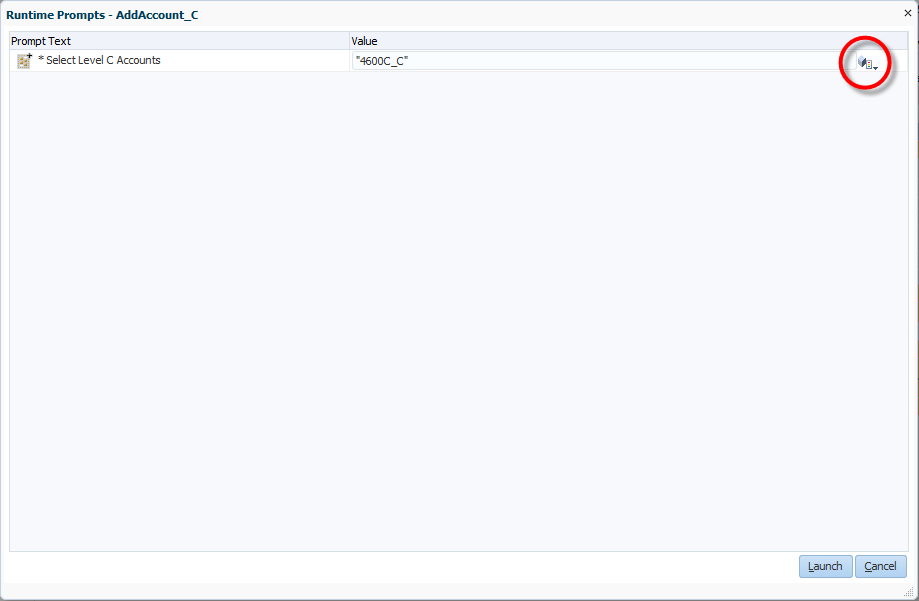 Runtime Prompts - AddAccount_C
Prompt Text Value
* Select Level C Accounts "4600C_C"
Launch Cancel